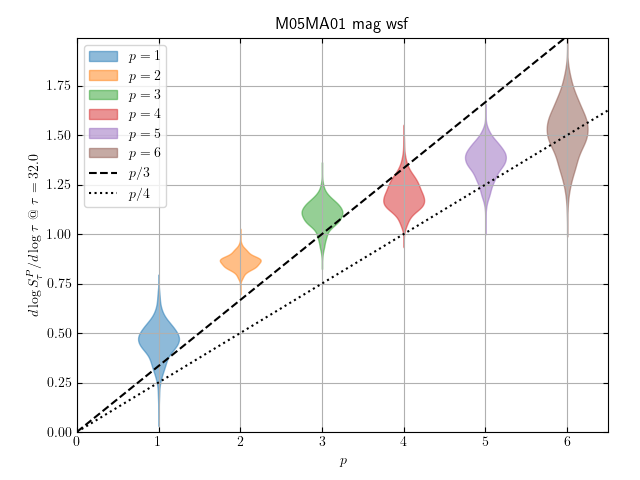 M05MA01 mag wsf
p = 1
p = 2
p = 3
p = 4
p = 5
p = 6
p/3
p/4
d log S_τ^p / d log τ @ τ = 32.0
1.75
1.50
1.25
1.00
0.75
0.50
0.25
0.00
0 1 2 3 4 5 6
p